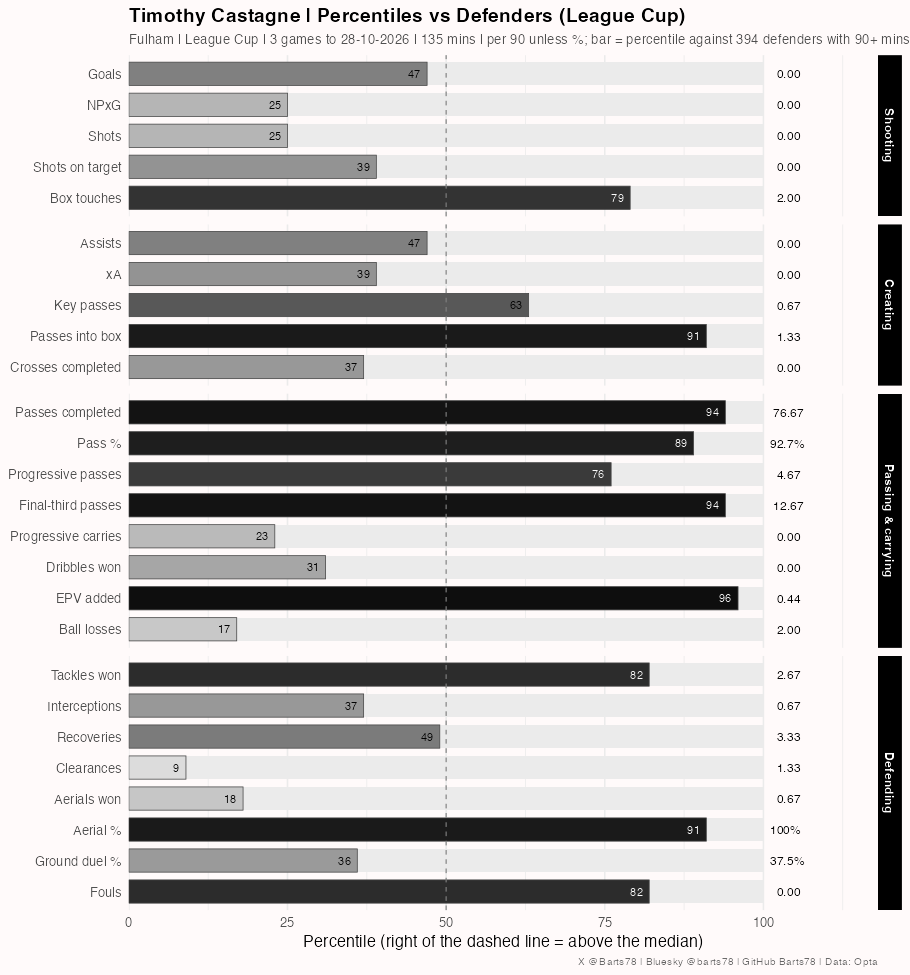 Timothy Castagne | Percentiles vs Defenders (League Cup)
Fulham | League Cup | 3 games to 28-10-2026 | 135 mins | per 90 unless %; bar = percentile against 394 defenders with 90+ mins
Goals 47 0.00
NPxG 25 0.00
Shots 25 0.00
Shots on target 39 0.00
Box touches 79 2.00
Shooting
Assists 47 0.00
xA 39 0.00
Key passes 63 0.67
Passes into box 91 1.33
Crosses completed 37 0.00
Creating
Passes completed 94 76.67
Pass % 89 92.7%
Progressive passes 76 4.67
Final-third passes 94 12.67
Progressive carries 23 0.00
Dribbles won 31 0.00
EPV added 96 0.44
Ball losses 17 2.00
Passing & carrying
Tackles won 82 2.67
Interceptions 37 0.67
Recoveries 49 3.33
Clearances 9 1.33
Aerials won 18 0.67
Aerial % 91 100%
Ground duel % 36 37.5%
Fouls 82 0.00
Defending
0 25 50 75 100
Percentile (right of the dashed line = above the median)
X @Barts78 | Bluesky @barts78 | GitHub Barts78 | Data: Opta